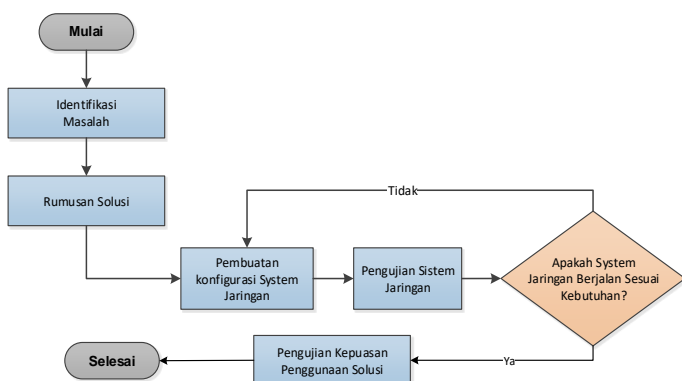 Mulai
Identifikasi
Masalah
Rumusan Solusi
Pembuatan
konfigurasi System
Jaringan
Pengujian Sistem
Jaringan
Apakah System
Jaringan Berjalan Sesuai
Kebutuhan?
Tidak
Ya
Pengujian Kepuasan
Penggunaan Solusi
Selesai